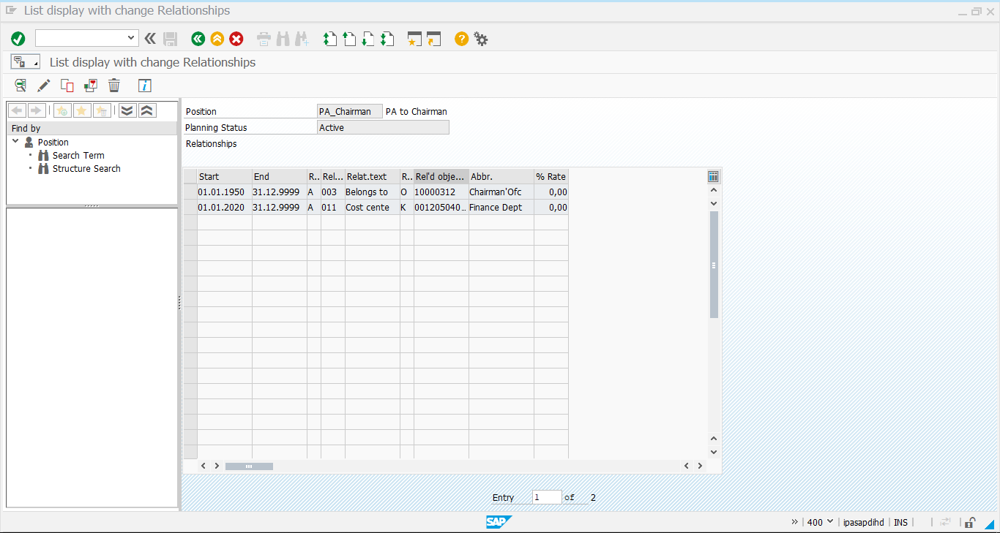 List display with change Relationships
List display with change Relationships
Find by
Position
Search Term
Structure Search
Position PA_Chairman PA to Chairman
Planning Status Active
Relationships
Start End R.. Rel... Relat.text R.. Rel'd obje... Abbr. % Rate
01.01.1950 31.12.9999 A 003 Belongs to O 10000312 Chairman'Ofc 0,00
01.01.2020 31.12.9999 A 011 Cost cente K 001205040... Finance Dept 0,00
Entry 1 of 2
SAP
400 ipasapdihd INS